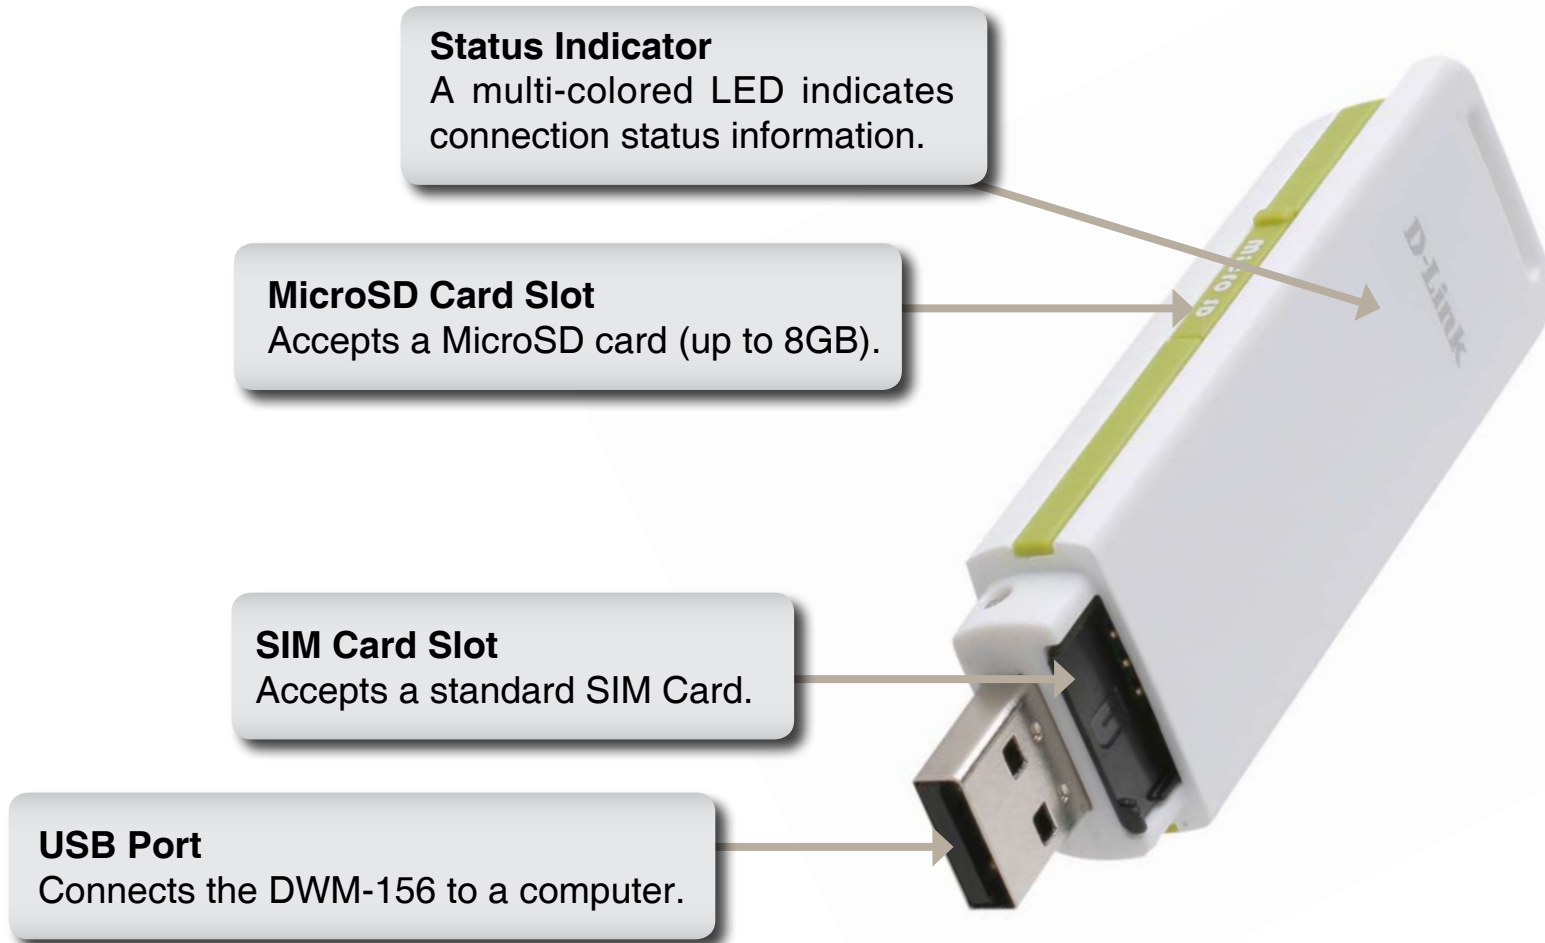 Status Indicator
A multi-colored LED indicates
connection status information.
MicroSD Card Slot
Accepts a MicroSD card (up to 8GB).
micro SD
D-Link
SIM Card Slot
Accepts a standard SIM Card.
USB Port
Connects the DWM-156 to a computer.